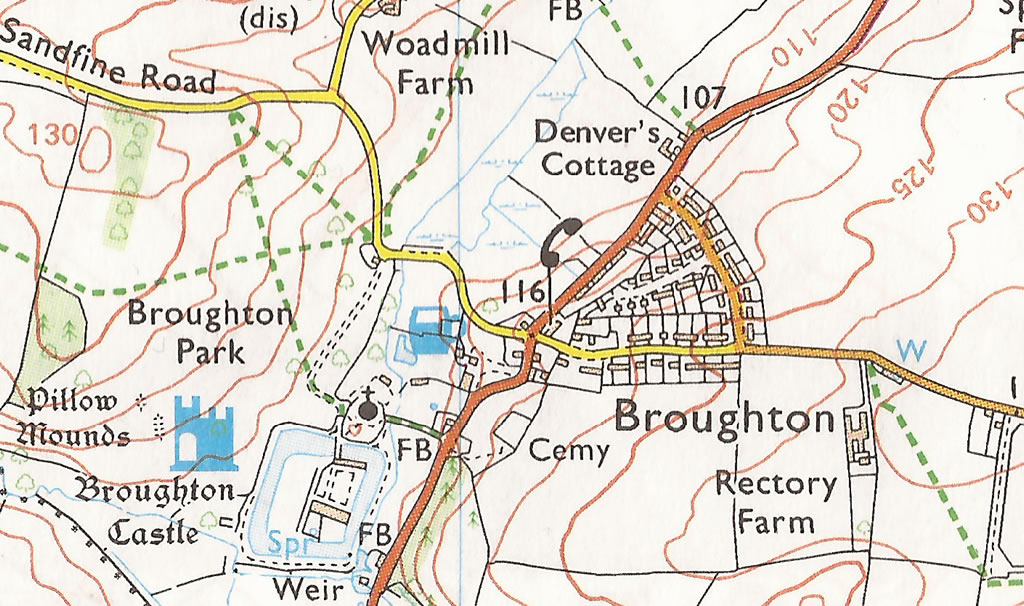 (dis)
FB
Sandfine Road
Woadmill
Farm
110
107
120
Denver's
Cottage
130
125
130
116
Broughton
Park
W
Pillow
Mounds
Broughton
FB
Cemy
Broughton
Castle
Rectory
Farm
Spr
FB
Weir